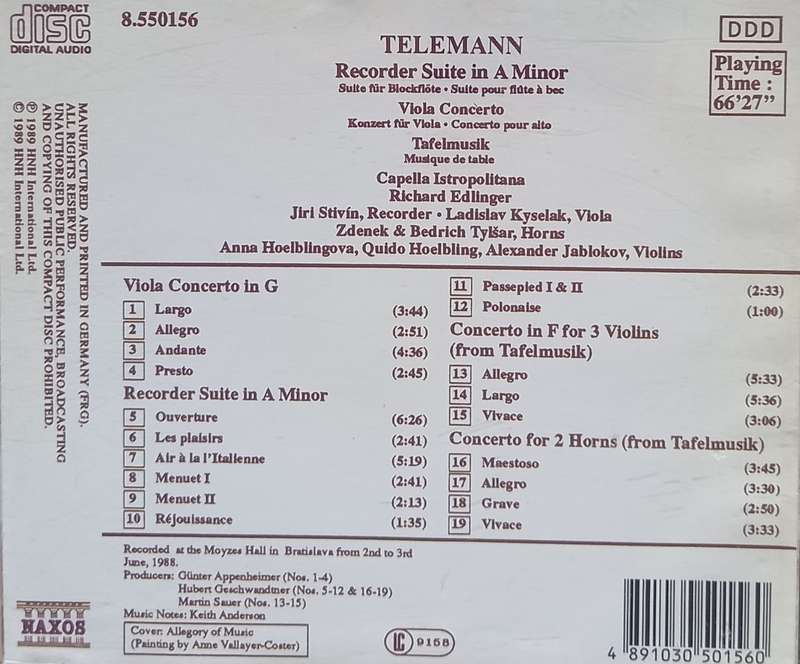 COMPACT
disc
DIGITAL AUDIO
8.550156
DDD
TELEMANN
Playing
Time :
66'27"
Recorder Suite in A Minor
Suite für Blockflöte • Suite pour flûte à bec
Viola Concerto
Konzert für Viola • Concerto pour alto
Tafelmusik
Musique de table
Capella Istropolitana
Richard Edlinger
Jiri Stivín, Recorder • Ladislav Kyselak, Viola
Zdenek & Bedrich Tylšar, Horns
Anna Hoelblingova, Quido Hoelbling, Alexander Jablokov, Violins
MANUFACTURED AND PRINTED IN GERMANY (FRG).
ALL RIGHTS RESERVED.
UNAUTHORISED PUBLIC PERFORMANCE, BROADCASTING
AND COPYING OF THIS COMPACT DISC PROHIBITED.
℗ 1989 HNH International Ltd.
© 1989 HNH International Ltd.
Viola Concerto in G
1 Largo (3:44)
2 Allegro (2:51)
3 Andante (4:36)
4 Presto (2:45)
Recorder Suite in A Minor
5 Ouverture (6:26)
6 Les plaisirs (2:41)
7 Air à la l'Italienne (5:19)
8 Menuet I (2:41)
9 Menuet II (2:13)
10 Réjouissance (1:35)
11 Passepied I & II (2:33)
12 Polonaise (1:00)
Concerto in F for 3 Violins
(from Tafelmusik)
13 Allegro (5:33)
14 Largo (5:36)
15 Vivace (3:06)
Concerto for 2 Horns (from Tafelmusik)
16 Maestoso (3:45)
17 Allegro (3:30)
18 Grave (2:50)
19 Vivace (3:33)
Recorded at the Moyzes Hall in Bratislava from 2nd to 3rd
June, 1988.
Producers: Günter Appenheimer (Nos. 1-4)
Hubert Geschwandtner (Nos. 5-12 & 16-19)
Martin Sauer (Nos. 13-15)
Music Notes: Keith Anderson
Cover: Allegory of Music
(Painting by Anne Vallayer-Coster)
NAXOS
LC 9158
4 891030 501560